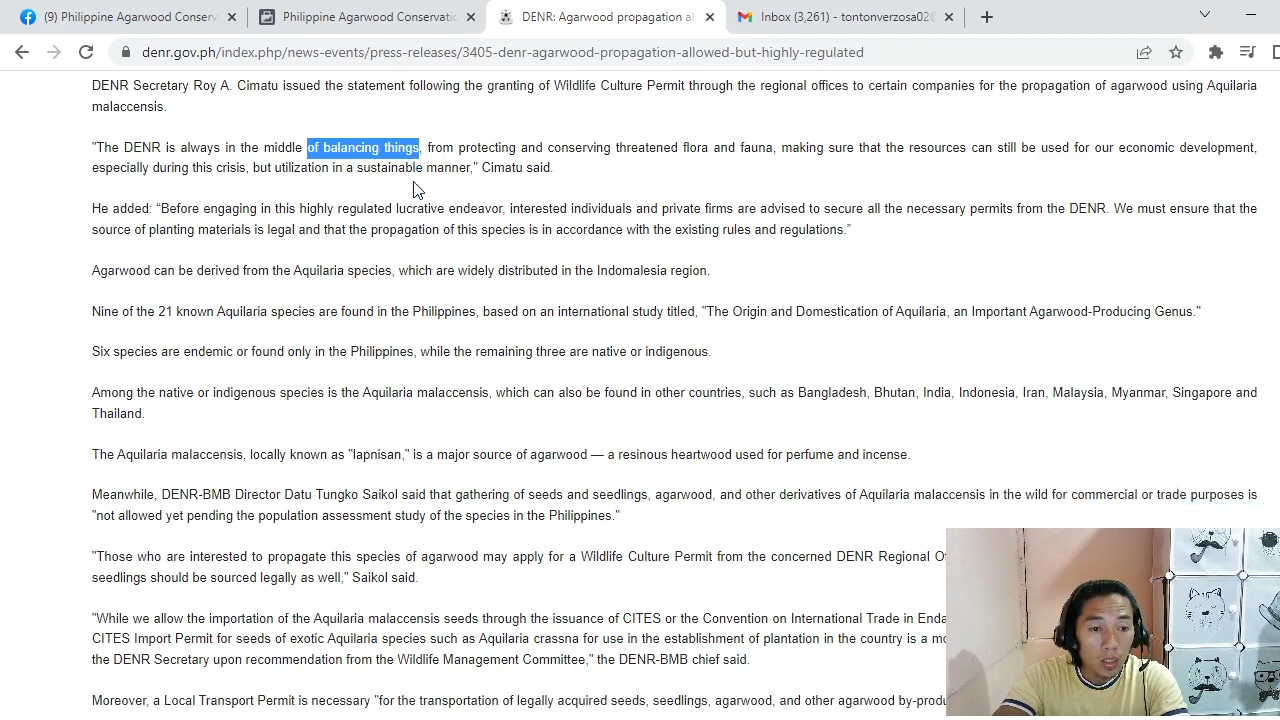 (9) Philippine Agarwood Conserv
Philippine Agarwood Conservati
DENR: Agarwood propagation al
Inbox (3,261) - tontonverzosa02
denr.gov.ph/index.php/news-events/press-releases/3405-denr-agarwood-propagation-allowed-but-highly-regulated
DENR Secretary Roy A. Cimatu issued the statement following the granting of Wildlife Culture Permit through the regional offices to certain companies for the propagation of agarwood using Aquilaria
malaccensis.
"The DENR is always in the middle of balancing things, from protecting and conserving threatened flora and fauna, making sure that the resources can still be used for our economic development,
especially during this crisis, but utilization in a sustainable manner," Cimatu said.
He added: “Before engaging in this highly regulated lucrative endeavor, interested individuals and private firms are advised to secure all the necessary permits from the DENR. We must ensure that the
source of planting materials is legal and that the propagation of this species is in accordance with the existing rules and regulations.”
Agarwood can be derived from the Aquilaria species, which are widely distributed in the Indomalesia region.
Nine of the 21 known Aquilaria species are found in the Philippines, based on an international study titled, "The Origin and Domestication of Aquilaria, an Important Agarwood-Producing Genus."
Six species are endemic or found only in the Philippines, while the remaining three are native or indigenous.
Among the native or indigenous species is the Aquilaria malaccensis, which can also be found in other countries, such as Bangladesh, Bhutan, India, Indonesia, Iran, Malaysia, Myanmar, Singapore and
Thailand.
The Aquilaria malaccensis, locally known as "lapnisan," is a major source of agarwood — a resinous heartwood used for perfume and incense.
Meanwhile, DENR-BMB Director Datu Tungko Saikol said that gathering of seeds and seedlings, agarwood, and other derivatives of Aquilaria malaccensis in the wild for commercial or trade purposes is
"not allowed yet pending the population assessment study of the species in the Philippines."
"Those who are interested to propagate this species of agarwood may apply for a Wildlife Culture Permit from the concerned DENR Regional Of
seedlings should be sourced legally as well,” Saikol said.
"While we allow the importation of the Aquilaria malaccensis seeds through the issuance of CITES or the Convention on International Trade in Enda
CITES Import Permit for seeds of exotic Aquilaria species such as Aquilaria crassna for use in the establishment of plantation in the country is a mo
the DENR Secretary upon recommendation from the Wildlife Management Committee," the DENR-BMB chief said.
Moreover, a Local Transport Permit is necessary "for the transportation of legally acquired seeds, seedlings, agarwood, and other agarwood by-produ